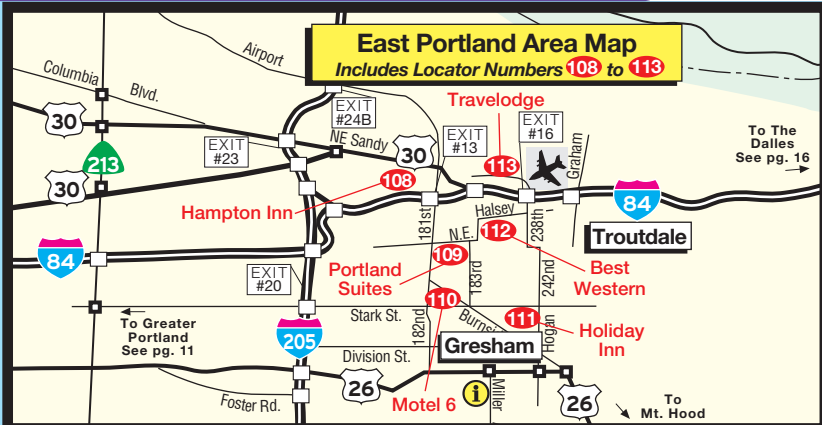 East Portland Area Map
Includes Locator Numbers 108 to 113
Airport
Columbia
Blvd.
30
EXIT
#24B
Travelodge
EXIT
#16
EXIT
#13
NE Sandy
30
EXIT
#23
213
30
113
Graham
To The
Dalles
See pg. 16
108
Hampton Inn
84
181st
Halsey
N.E.
112
238th
Troutdale
84
109
Portland
Suites
183rd
242nd
Best
Western
EXIT
#20
110
Stark St.
182nd
Burnsi
111
Hogan
Holiday
Inn
To Greater
Portland
See pg. 11
205
Division St.
Gresham
26
Foster Rd.
Motel 6
i
Miller
26
To
Mt. Hood